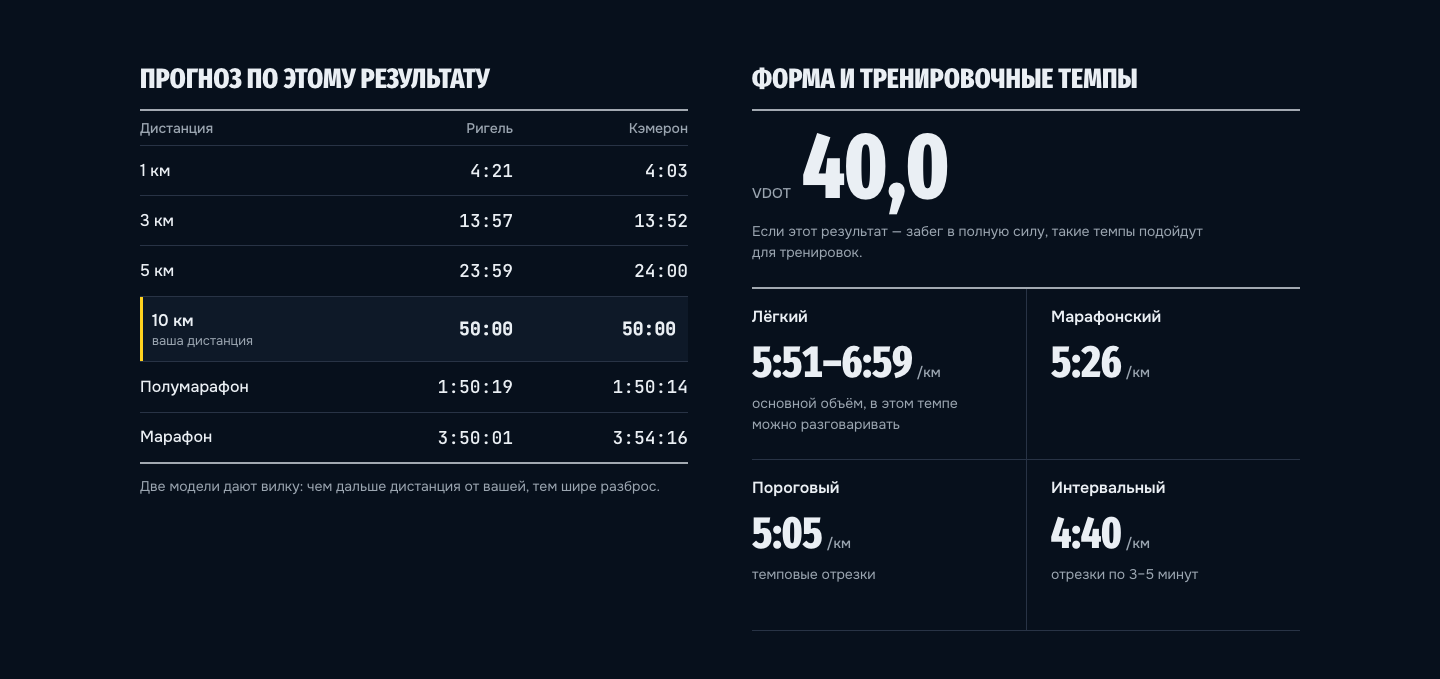 ПРОГНОЗ ПО ЭТОМУ РЕЗУЛЬТАТУ
Дистанция Ригель Кэмерон
1 км 4:21 4:03
3 км 13:57 13:52
5 км 23:59 24:00
10 км 50:00 50:00
ваша дистанция
Полумарафон 1:50:19 1:50:14
Марафон 3:50:01 3:54:16
Две модели дают вилку: чем дальше дистанция от вашей, тем шире разброс.
ФОРМА И ТРЕНИРОВОЧНЫЕ ТЕМПЫ
VDOT 40,0
Если этот результат — забег в полную силу, такие темпы подойдут
для тренировок.
Лёгкий
5:51–6:59 /км
основной объём, в этом темпе
можно разговаривать
Марафонский
5:26 /км
Пороговый
5:05 /км
темповые отрезки
Интервальный
4:40 /км
отрезки по 3–5 минут